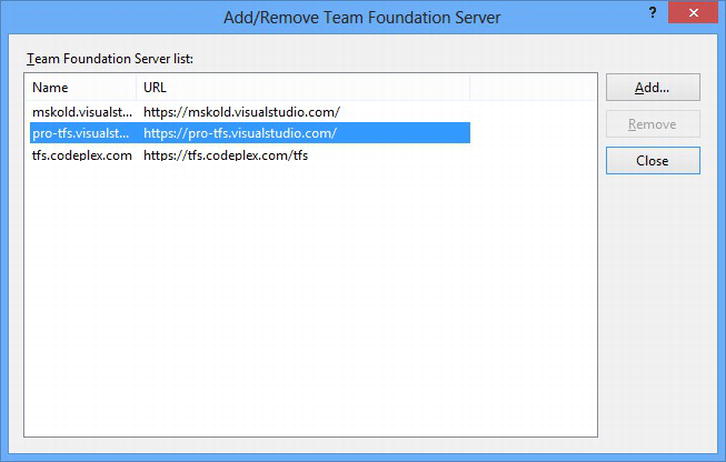 Add/Remove Team Foundation Server
?
Team Foundation Server list:
Name URL
mskold.visualst... https://mskold.visualstudio.com/
pro-tfs.visualst... https://pro-tfs.visualstudio.com/
tfs.codeplex.com https://tfs.codeplex.com/tfs
Add...
Remove
Close